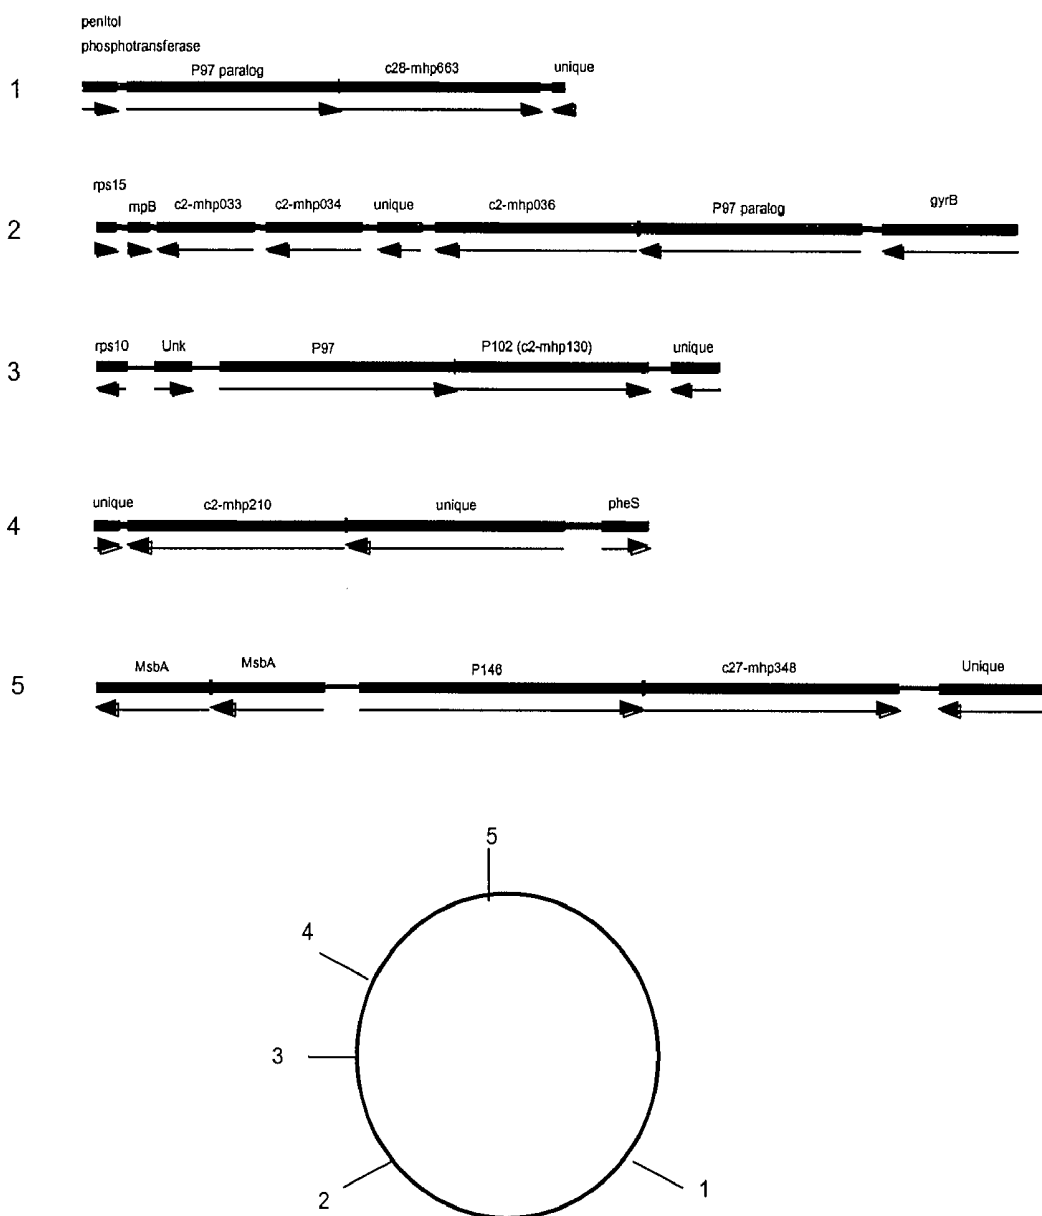 penltol
phosphotransferase
P97 paralog
c28-mhp663
unique
1
rps15
rnpB
c2-mhp033
c2-mhp034
unique
c2-mhp036
P97 paralog
gyrB
2
rps10
Unk
P97
P102 (c2-mhp130)
unique
3
unique
c2-mhp210
unique
pheS
4
MsbA
MsbA
P146
c27-mhp348
Unique
5
5
4
3
2
1